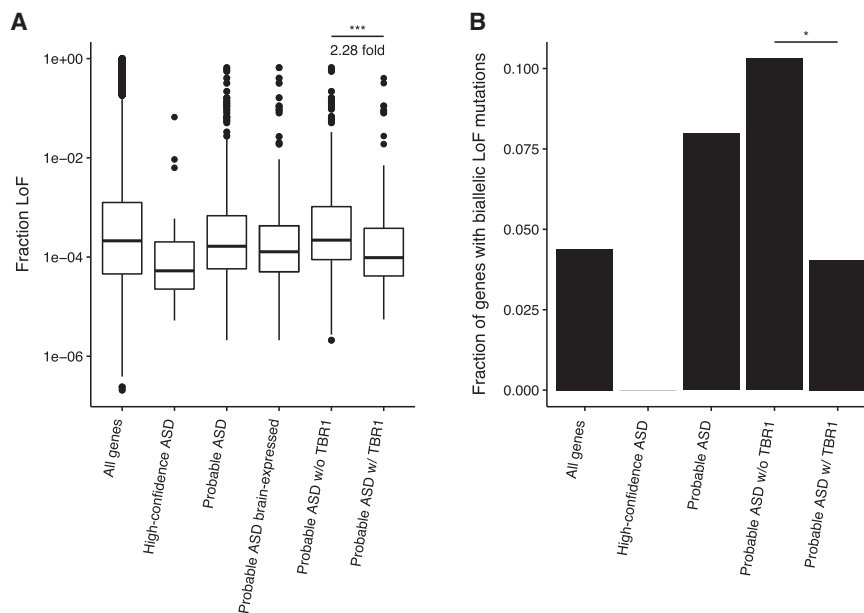 A
***
2.28 fold
1e+00
1e−02
1e−04
1e−06
Fraction LoF
All genes
High-confidence ASD
Probable ASD
Probable ASD brain-expressed
Probable ASD w/o TBR1
Probable ASD w/ TBR1
B
*
0.100
0.075
0.050
0.025
0.000
Fraction of genes with biallelic LoF mutations
All genes
High-confidence ASD
Probable ASD
Probable ASD w/o TBR1
Probable ASD w/ TBR1